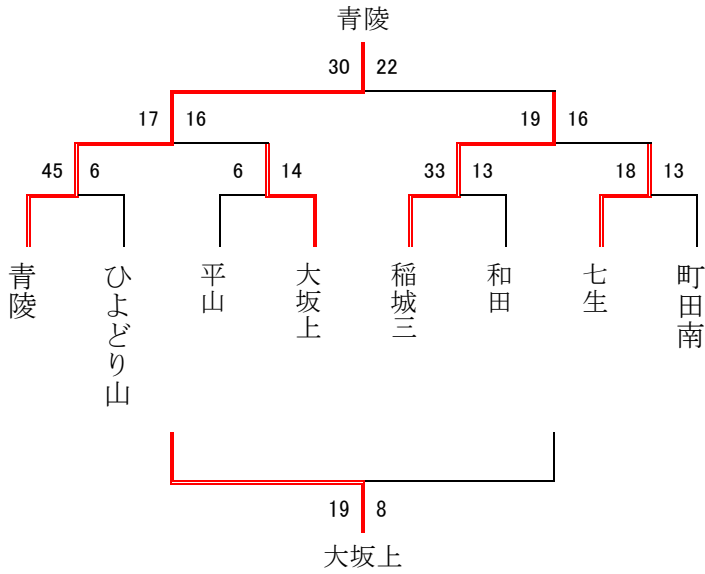 青陵
30 22
17 16 19 16
45 6 6 14 33 13 18 13
青陵
ひよどり山
平山
大坂上
稲城三
和田
七生
町田南
19 8
大坂上